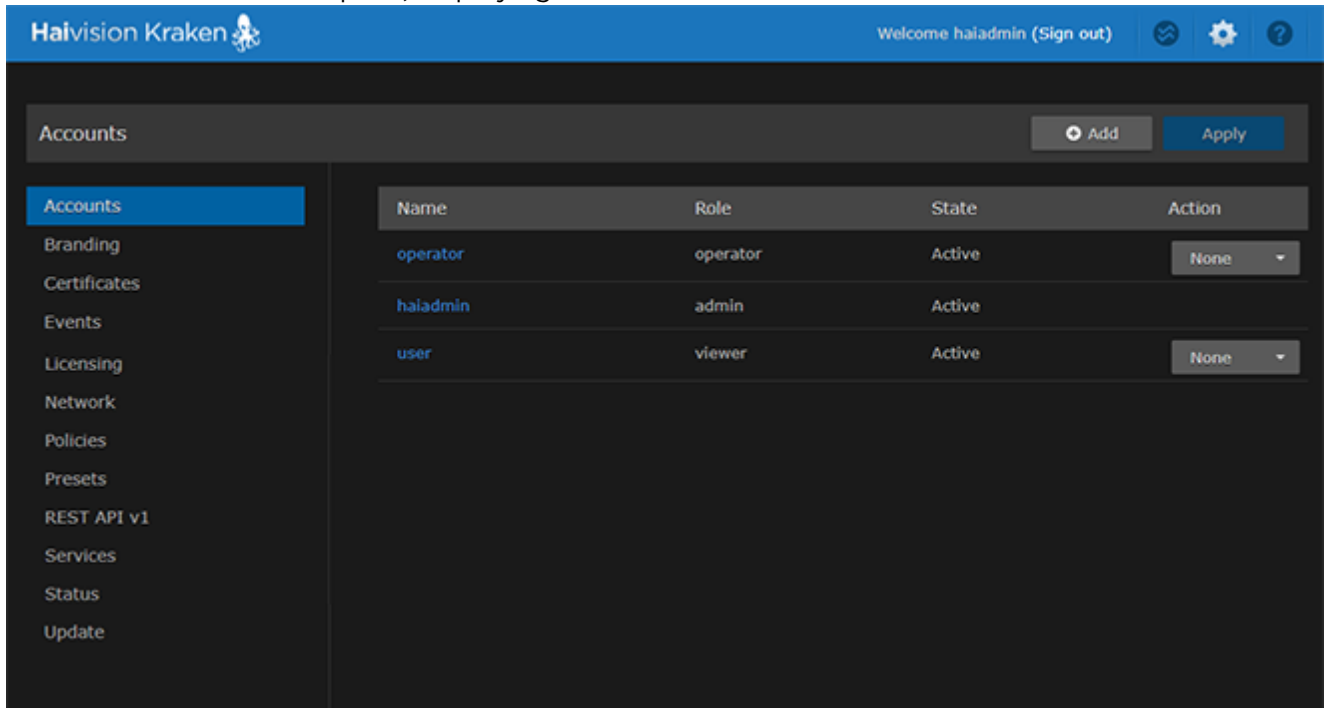 Haivision Kraken
Welcome haiadmin (Sign out)
Accounts
Add
Apply
Accounts
Branding
Certificates
Events
Licensing
Network
Policies
Presets
REST API v1
Services
Status
Update
Name Role State Action
operator operator Active None
haiadmin admin Active
user viewer Active None